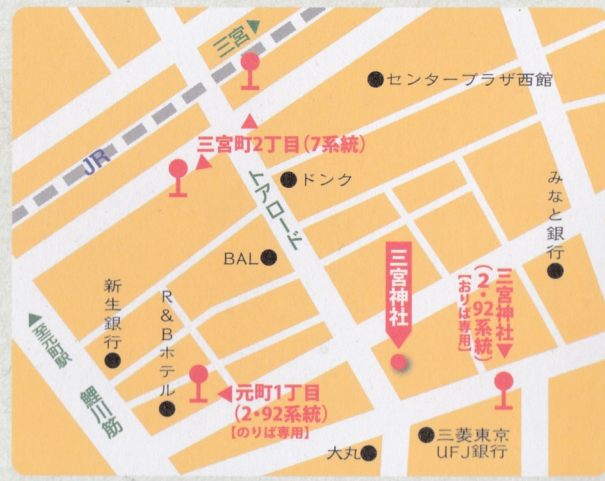 三宮▶
センタープラザ西館
JR
三宮町2丁目(7系統)
ドンク
トアロード
みなと銀行
BAL
三宮神社
三宮神社▶
(2・92系統)
[おりば専用]
新生銀行
R&Bホテル
▲至元町駅
鯉川筋
◀元町1丁目
(2・92系統)
[のりば専用]
大丸
三菱東京
UFJ銀行